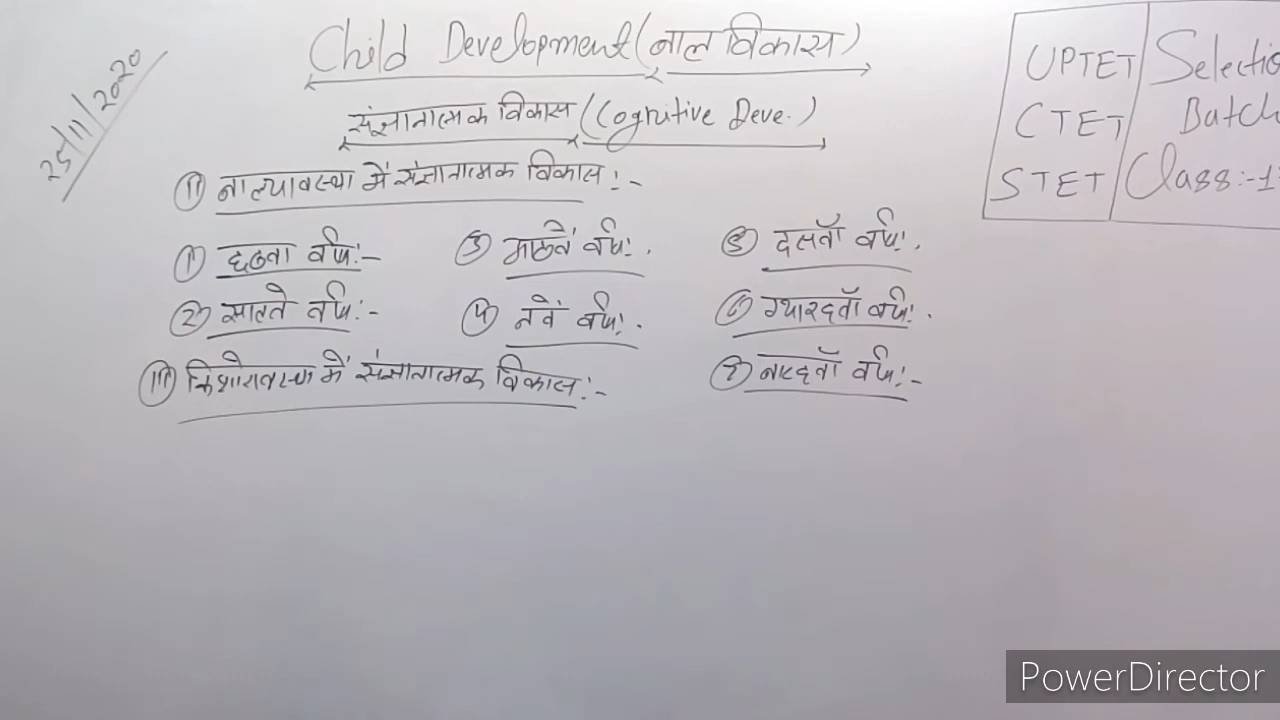 25/11/2020
Child Development (बाल विकास)
संज्ञानात्मक विकास (Cognitive Deve.)
UPTET
CTET
STET
Selectio
Batch
Class:-1
(II) बाल्यावस्था में संज्ञानात्मक विकास :-
(1) छठवा वर्ष:-
(2) सातवे वर्ष:-
(3) आठवें वर्ष:.
(4) नवें वर्ष:.
(5) दसवाँ वर्ष:.
(6) ग्यारहवाँ वर्ष:.
(7) बारहवाँ वर्ष:-
(III) किशोरावस्था में संज्ञानात्मक विकास:-
PowerDirector